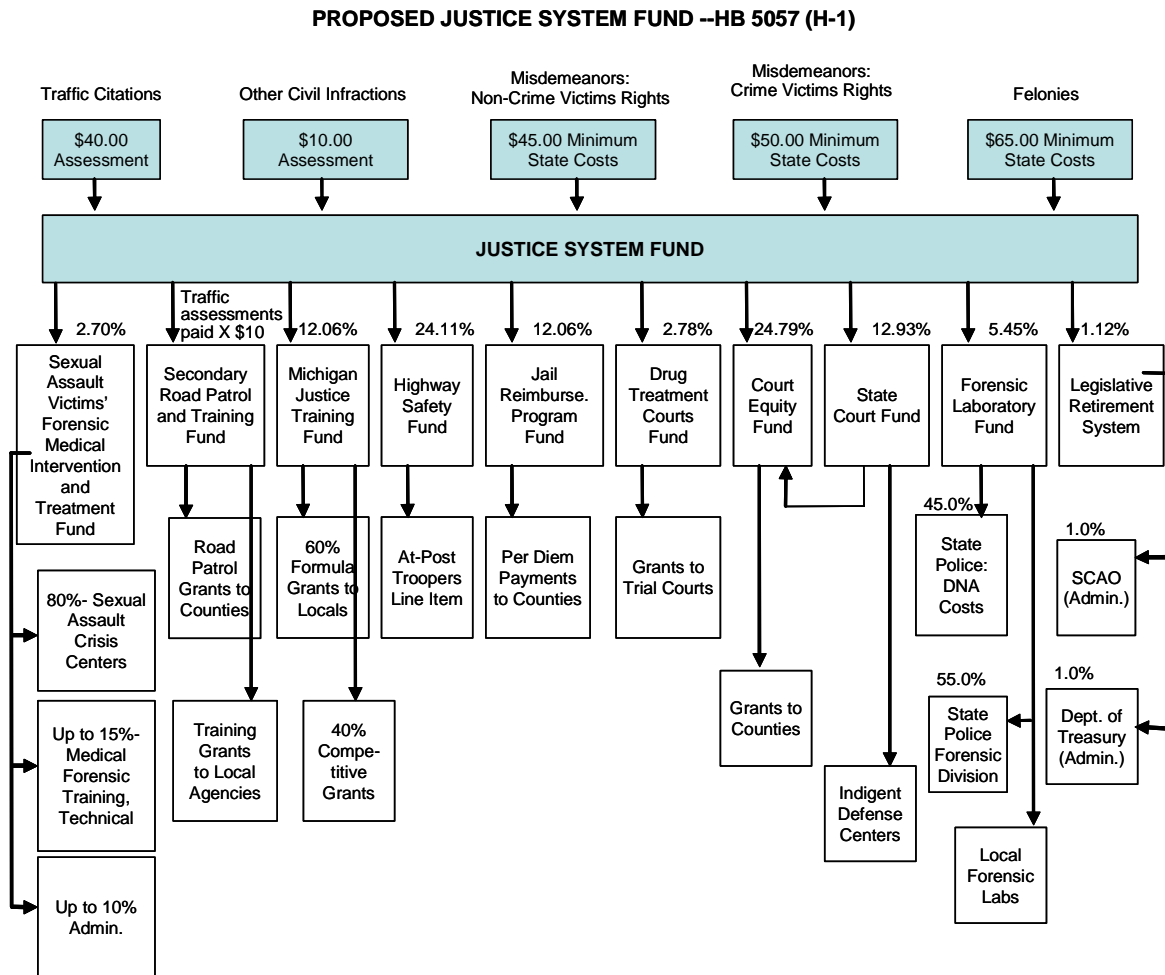 PROPOSED JUSTICE SYSTEM FUND --HB 5057 (H-1)
Traffic Citations
Other Civil Infractions
Misdemeanors:
Non-Crime Victims Rights
Misdemeanors:
Crime Victims Rights
Felonies
$40.00
Assessment
$10.00
Assessment
$45.00 Minimum
State Costs
$50.00 Minimum
State Costs
$65.00 Minimum
State Costs
JUSTICE SYSTEM FUND
2.70%
Traffic
assessments
paid X $10
12.06%
24.11%
12.06%
2.78%
24.79%
12.93%
5.45%
1.12%
Sexual
Assault
Victims'
Forensic
Medical
Intervention
and
Treatment
Fund
Secondary
Road Patrol
and Training
Fund
Michigan
Justice
Training
Fund
Highway
Safety
Fund
Jail
Reimburse.
Program
Fund
Drug
Treatment
Courts
Fund
Court
Equity
Fund
State
Court Fund
Forensic
Laboratory
Fund
Legislative
Retirement
System
Road
Patrol
Grants to
Counties
60%
Formula
Grants to
Locals
At-Post
Troopers
Line Item
Per Diem
Payments
to Counties
Grants to
Trial Courts
45.0%
State
Police:
DNA
Costs
1.0%
SCAO
(Admin.)
80%- Sexual
Assault
Crisis
Centers
Up to 15%-
Medical
Forensic
Training,
Technical
Up to 10%
Admin.
Training
Grants
to Local
Agencies
40%
Compe-
titive
Grants
Grants to
Counties
Indigent
Defense
Centers
55.0%
State
Police
Forensic
Division
1.0%
Dept. of
Treasury
(Admin.)
Local
Forensic
Labs